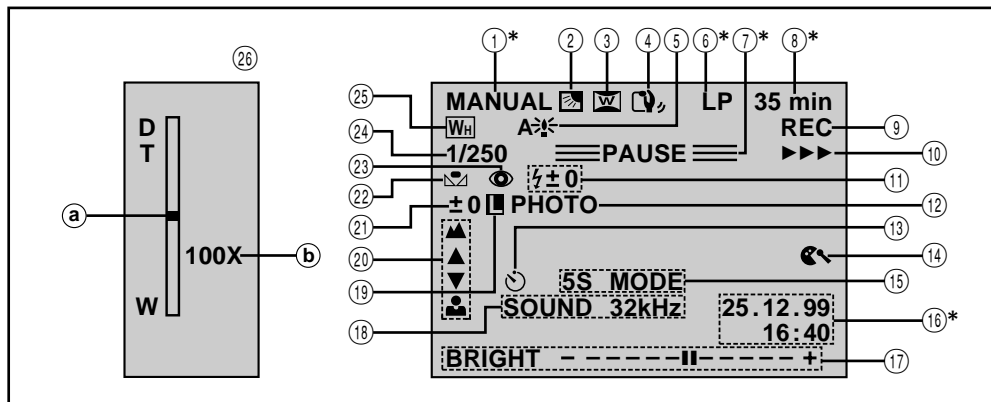 ㉖
D
T
ⓐ
100X
ⓑ
W
①* ② ③ ④ ⑤ ⑥* ⑦* ⑧*
MANUAL W LP 35 min
㉕ WH A REC ⑨
㉔ 1/250 PAUSE ►►► ⑩
㉓
㉒ ±0 ⑪
㉑ ±0 L PHOTO ⑫
⑬
⑳ ⑭
5S MODE ⑮
⑲
⑱ SOUND 32kHz 25.12.99
16:40 ⑯*
BRIGHT – – – – – – – – – – – – + ⑰